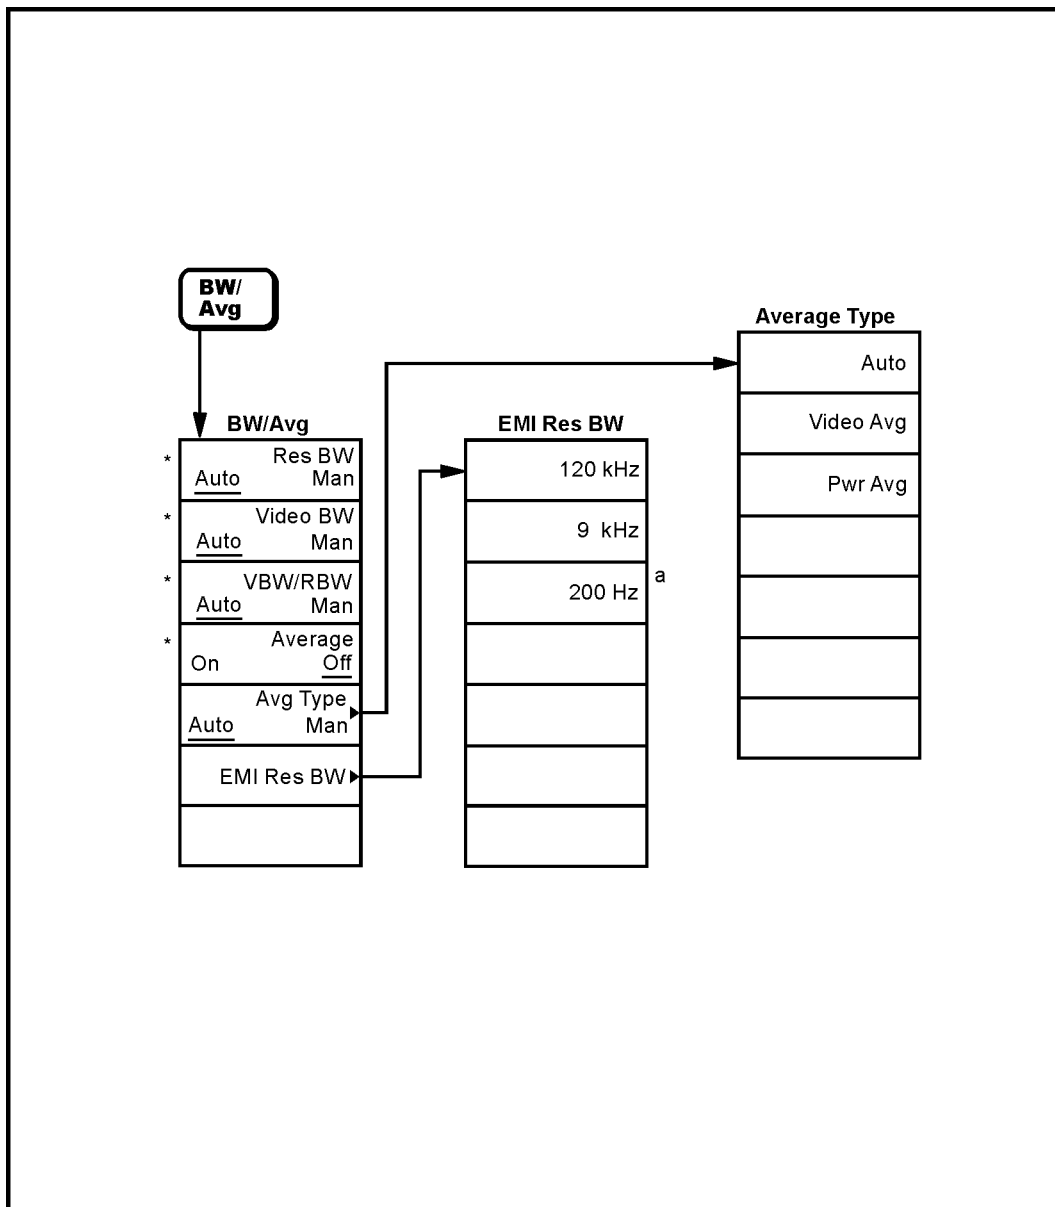 BW/
Avg
BW/Avg
* Res BW
Auto Man
* Video BW
Auto Man
* VBW/RBW
Auto Man
* Average
On Off
Avg Type
Auto Man
EMI Res BW
EMI Res BW
120 kHz
9 kHz
200 Hz a
Average Type
Auto
Video Avg
Pwr Avg